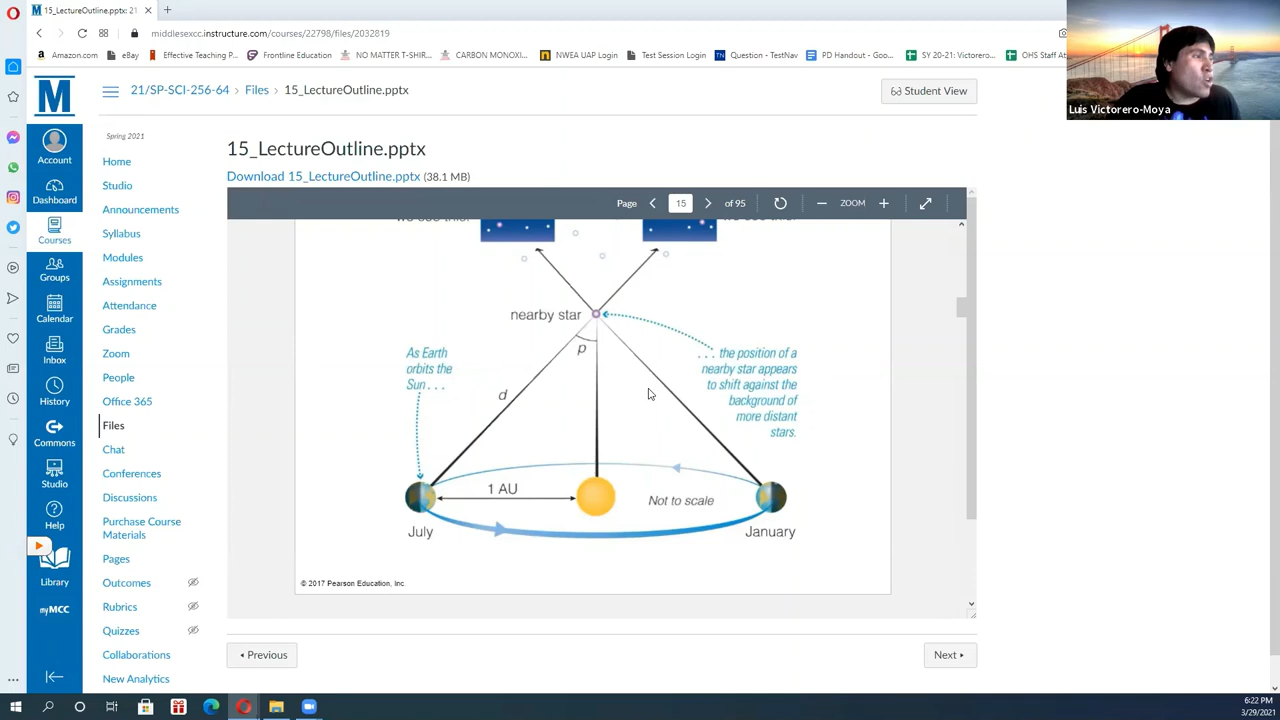 15_LectureOutline.pptx: 21
middlesexcc.instructure.com/courses/22798/files/2032819
Amazon.com
eBay
Effective Teaching P...
Frontline Education
NO MATTER T-SHIR...
CARBON MONOXI...
NWEA UAP Login
Test Session Login
Question - TestNav
PD Handout - Goo...
SY 20-21: Victorero...
OHS Staff At
Luis Victorero-Moya
21/SP-SCI-256-64
Files
15_LectureOutline.pptx
Student View
Account
Dashboard
Courses
Groups
Calendar
Inbox
History
Commons
Studio
Help
Library
myMCC
Spring 2021
Home
Studio
Announcements
Syllabus
Modules
Assignments
Attendance
Grades
Zoom
People
Office 365
Files
Chat
Conferences
Discussions
Purchase Course
Materials
Pages
Outcomes
Rubrics
Quizzes
Collaborations
New Analytics
15_LectureOutline.pptx
Download 15_LectureOutline.pptx (38.1 MB)
Page
15
of 95
ZOOM
nearby star
p
As Earth
orbits the
Sun . . .
d
. . . the position of a
nearby star appears
to shift against the
background of
more distant
stars.
1 AU
Not to scale
July
January
© 2017 Pearson Education, Inc
Previous
Next
6:22 PM
3/29/2021